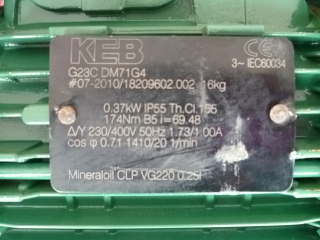 KEB CE
G23C DM71G4 3~ IEC60034
#07-2010/18209602.002 16kg
0.37kW IP55 Th.Cl.155
174Nm B5 i=69.48
Δ/Y 230/400V 50Hz 1.73/1.00A
cos φ 0.71 1410/20 1/min
Mineraloil CLP VG220 0.25l